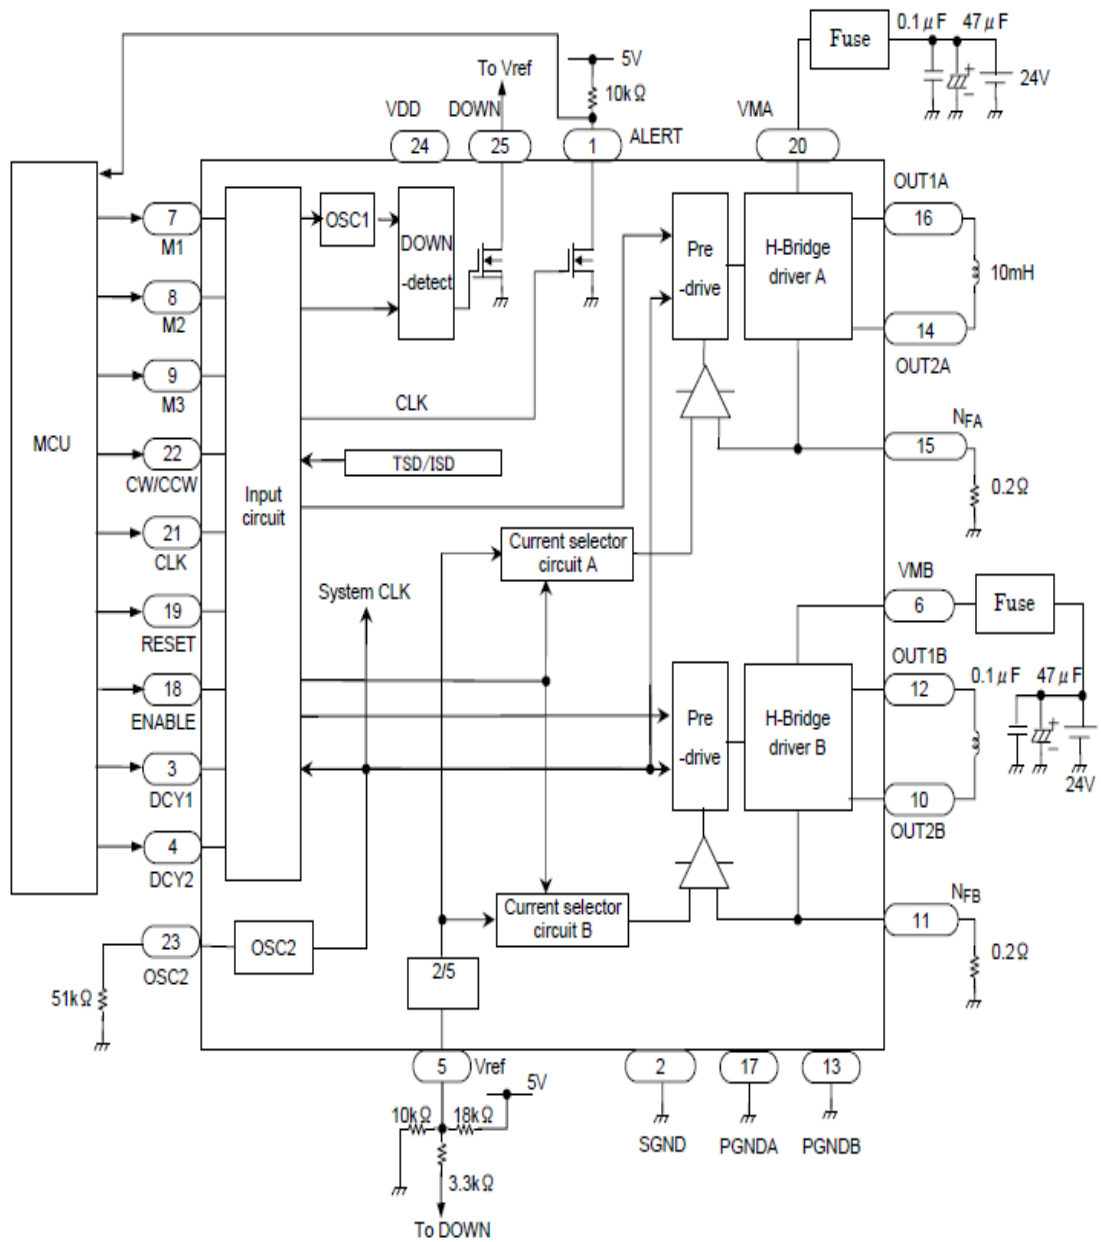 Fuse
0.1μF 47μF
24V
5V
10kΩ
To Vref
VDD
DOWN
24
25
1
ALERT
VMA
20
OUT1A
16
10mH
14
OUT2A
NFA
15
0.2Ω
MCU
7
M1
8
M2
9
M3
22
CW/CCW
21
CLK
19
RESET
18
ENABLE
3
DCY1
4
DCY2
23
OSC2
51kΩ
Input
circuit
OSC1
DOWN
-detect
CLK
TSD/ISD
System CLK
Current selector
circuit A
Pre
-drive
H-Bridge
driver A
VMB
6
Fuse
OUT1B
12
0.1μF 47μF
24V
10
OUT2B
Pre
-drive
H-Bridge
driver B
NFB
11
0.2Ω
Current selector
circuit B
OSC2
2/5
5
Vref
5V
10kΩ
18kΩ
3.3kΩ
To DOWN
2
SGND
17
PGNDA
13
PGNDB